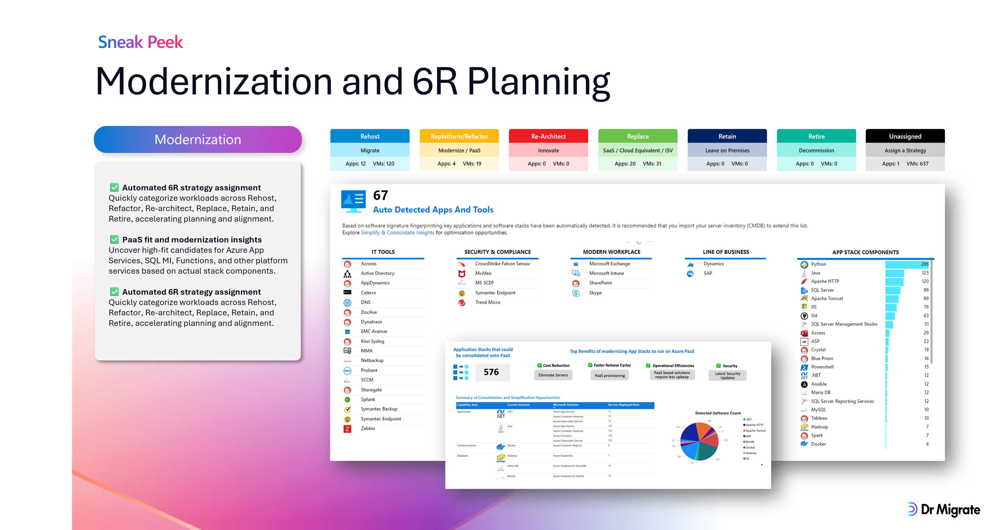 Sneak Peek
Modernization and 6R Planning
Modernization
✅ Automated 6R strategy assignment
Quickly categorize workloads across Rehost,
Refactor, Re-architect, Replace, Retain, and
Retire, accelerating planning and alignment.
✅ PaaS fit and modernization insights
Uncover high-fit candidates for Azure App
Services, SQL MI, Functions, and other platform
services based on actual stack components.
✅ Automated 6R strategy assignment
Quickly categorize workloads across Rehost,
Refactor, Re-architect, Replace, Retain, and
Retire, accelerating planning and alignment.
Rehost
Migrate
Apps: 12 VMs: 120
Replatform/Refactor
Modernize / PaaS
Apps: 4 VMs: 19
Re-Architect
Innovate
Apps: 0 VMs: 0
Replace
SaaS / Cloud Equivalent / ISV
Apps: 20 VMs: 31
Retain
Leave on Premises
Apps: 0 VMs: 0
Retire
Decommission
Apps: 0 VMs: 0
Unassigned
Assign a Strategy
Apps: 1 VMs: 637
67
Auto Detected Apps And Tools
Based on software signature fingerprinting key applications and software stacks have been automatically detected. It is recommended that you import your server inventory (CMDB) to extend this list.
Explore Simplify & Consolidate Insights for optimisation opportunities.
IT TOOLS
Acronis
Active Directory
AppDynamics
EMC Celerra
DNS DNS
DocAve
Dynatrace
EMC Avamar
Kiwi Syslog
MMA
Netbackup
DELL Proliant
SCCM
Sharegate
Splunk
Symantec Backup
Symantec Endpoint
Z Zabbix
SECURITY & COMPLIANCE
CrowdStrike Falcon Sensor
McAfee
MS SCEP
Symantec Endpoint
Trend Micro
MODERN WORKPLACE
Microsoft Exchange
Microsoft Intune
SharePoint
S Skype
LINE OF BUSINESS
Dynamics
SAP SAP
APP STACK COMPONENTS
Python 286
Java Java 125
Apache HTTP 120
SQL Server 99
Apache Tomcat 89
IIS 76
Git 63
SQL Server Management Studio 51
A Access 29
ASP ASP 23
Crystal 18
Blue Prism 16
Powershell 15
.NET .NET 12
A Ansible 12
Maria DB 12
SQL Server Reporting Services 12
MySQL 10
Tableau 10
Hadoop 7
Spark 7
Docker 6
Application Stacks that could
be consolidated onto PaaS
576
Top Benefits of modernizing App Stacks to run on Azure PaaS
✅ Cost Reduction
Eliminate Servers
✅ Faster Release Cycles
PaaS provisioning
✅ Operational Efficiencies
PaaS based solutions
require less upkeep
✅ Security
Latest Security
Updates
Summary of Consolidation and Simplification Opportunities
Capability Area Current Solution Microsoft Solution Servers Deployed Onto
Application .NET .NET Azure App Service 12
Azure Container Instances 12
Azure Kubernetes Service 12
Java Java Azure App Service 125
Azure Container Instances 125
Azure Functions 125
Azure Kubernetes Service 125
Containerisation Docker Azure Container Registry 6
Database Hadoop Azure Databricks 7
Maria DB Azure Database for MariaDB 12
MySQL Azure Database for MySQL 10
Detected Software Count
89
23
7
76
125
12
99
13
12
120
.NET
Apache HTTP
Apache Tomcat
ASP
Biztalk
Docker
Hadoop
IIS
Dr Migrate